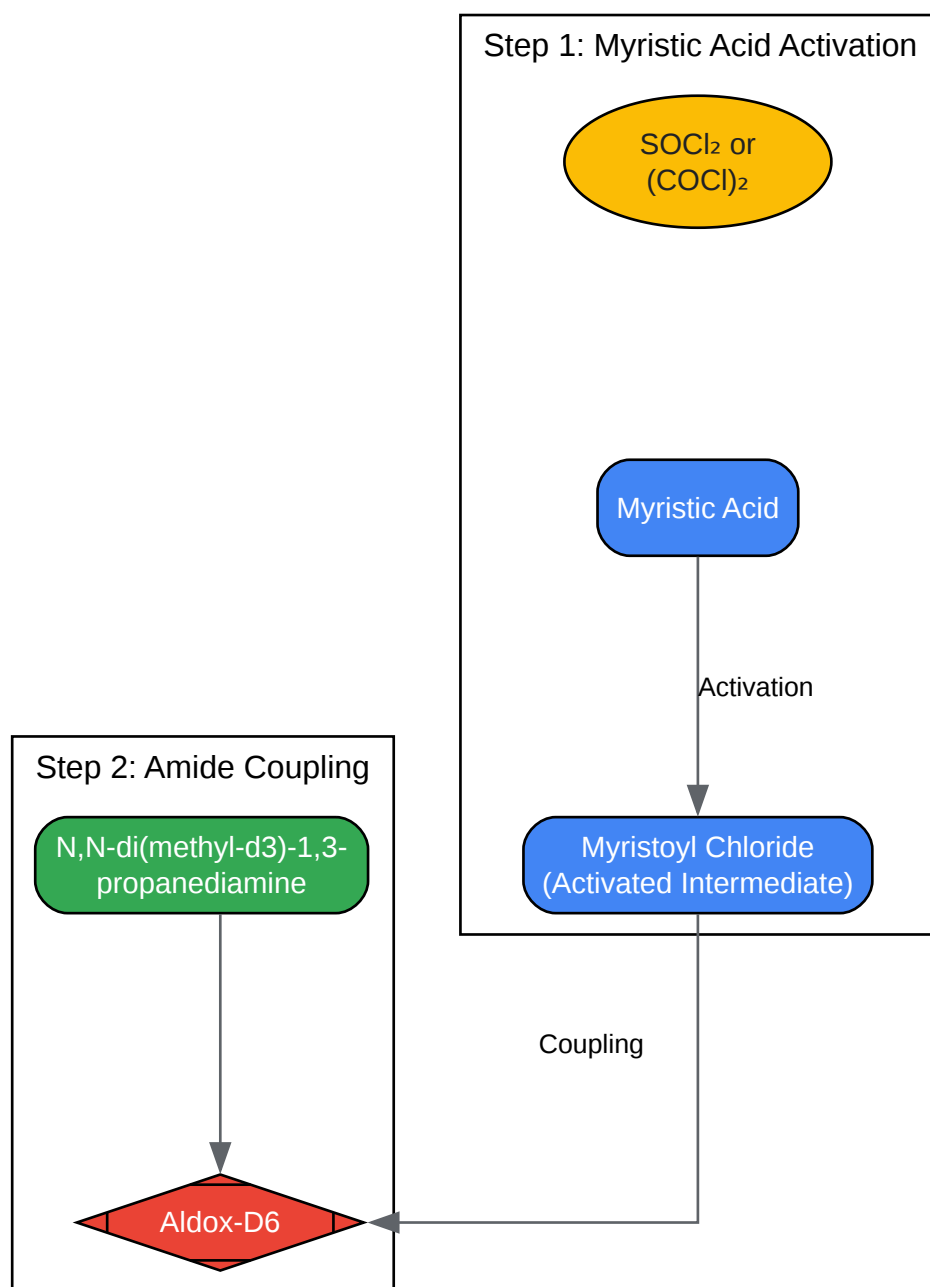 Step 1: Myristic Acid Activation
SOCl₂ or
(COCl)₂
Myristic Acid
Activation
Step 2: Amide Coupling
N,N-di(methyl-d3)-1,3-
propanediamine
Myristoyl Chloride
(Activated Intermediate)
Coupling
Aldox-D6